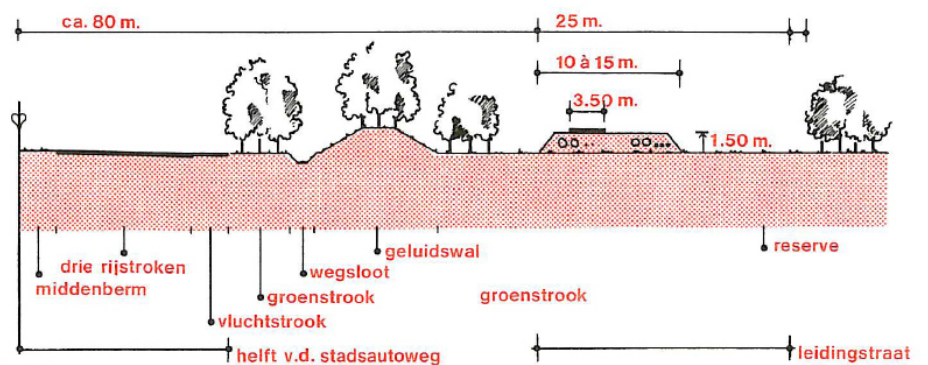 ca. 80 m.
25 m.
10 à 15 m.
3.50 m.
1.50 m.
geluidswal
reserve
drie rijstroken
wegsloot
middenberm
groenstrook
groenstrook
vluchtstrook
helft v.d. stadsautoweg
leidingstraat